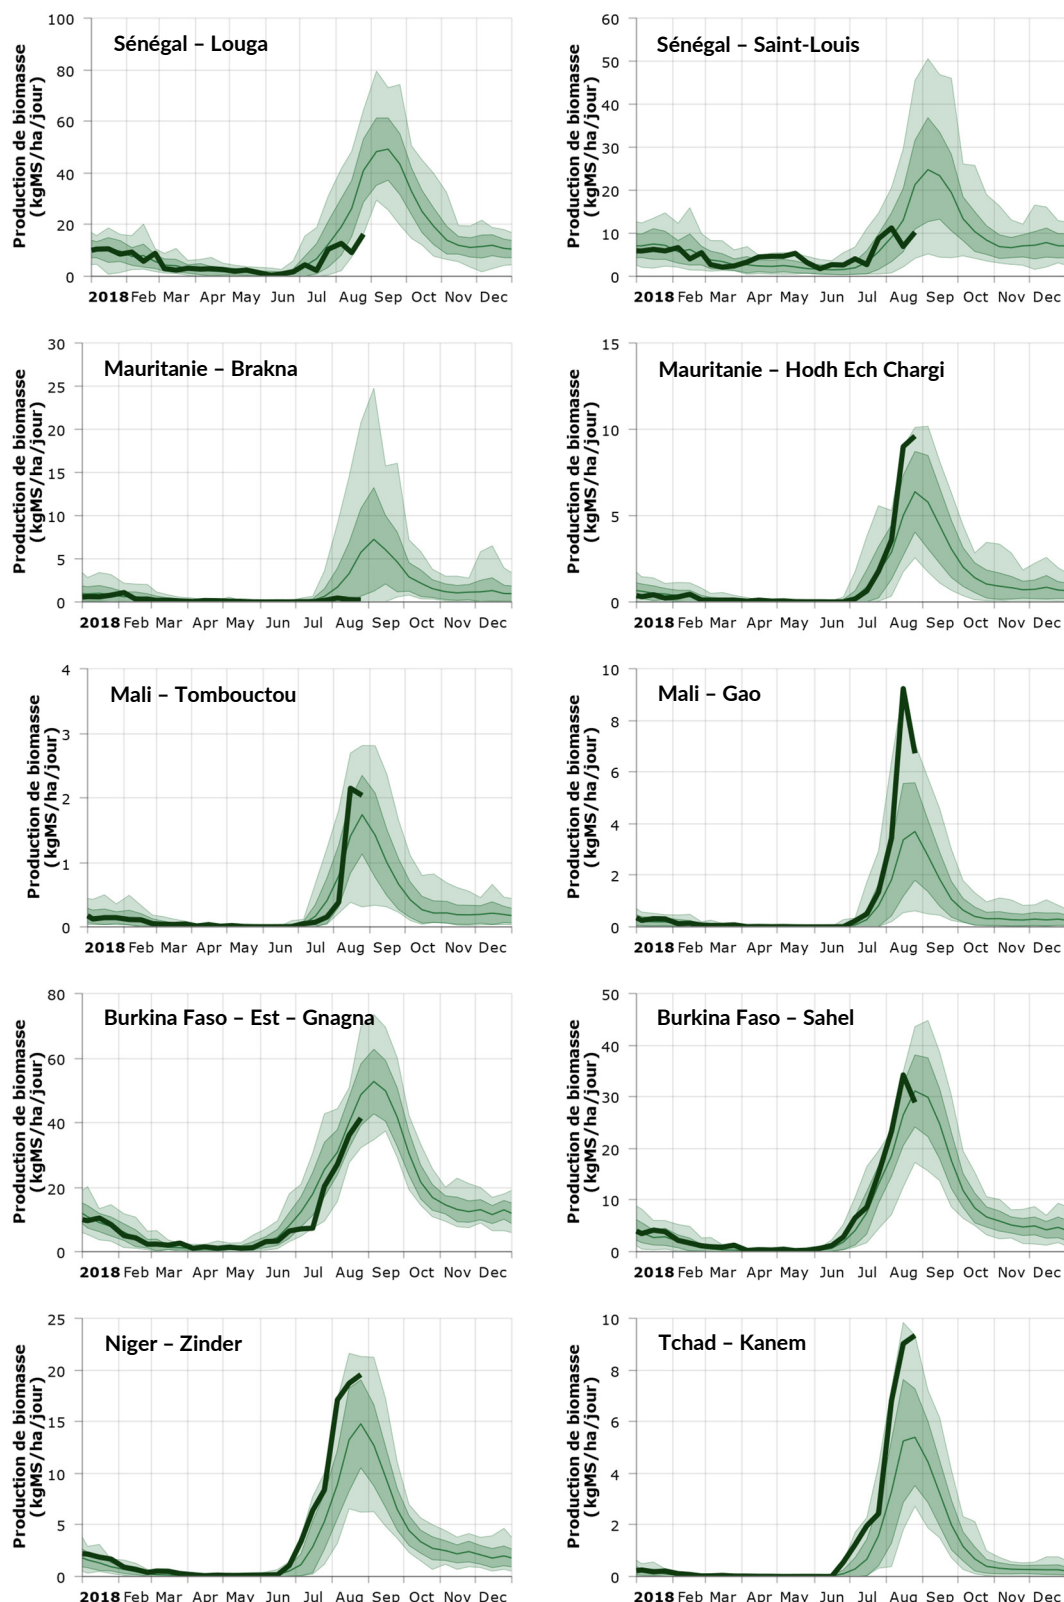 Sénégal – Louga
Production de biomasse
(kgMS/ha/jour)
100
80
60
40
20
0
2018 Feb Mar Apr May Jun Jul Aug Sep Oct Nov Dec
Sénégal – Saint-Louis
Production de biomasse
(kgMS/ha/jour)
60
50
40
30
20
10
0
2018 Feb Mar Apr May Jun Jul Aug Sep Oct Nov Dec
Mauritanie – Brakna
Production de biomasse
(kgMS/ha/jour)
30
25
20
15
10
5
0
2018 Feb Mar Apr May Jun Jul Aug Sep Oct Nov Dec
Mauritanie – Hodh Ech Chargi
Production de biomasse
(kgMS/ha/jour)
15
10
5
0
2018 Feb Mar Apr May Jun Jul Aug Sep Oct Nov Dec
Mali – Tombouctou
Production de biomasse
(kgMS/ha/jour)
4
3
2
1
0
2018 Feb Mar Apr May Jun Jul Aug Sep Oct Nov Dec
Mali – Gao
Production de biomasse
(kgMS/ha/jour)
10
8
6
4
2
0
2018 Feb Mar Apr May Jun Jul Aug Sep Oct Nov Dec
Burkina Faso – Est – Gnagna
Production de biomasse
(kgMS/ha/jour)
80
60
40
20
0
2018 Feb Mar Apr May Jun Jul Aug Sep Oct Nov Dec
Burkina Faso – Sahel
Production de biomasse
(kgMS/ha/jour)
50
40
30
20
10
0
2018 Feb Mar Apr May Jun Jul Aug Sep Oct Nov Dec
Niger – Zinder
Production de biomasse
(kgMS/ha/jour)
25
20
15
10
5
0
2018 Feb Mar Apr May Jun Jul Aug Sep Oct Nov Dec
Tchad – Kanem
Production de biomasse
(kgMS/ha/jour)
10
8
6
4
2
0
2018 Feb Mar Apr May Jun Jul Aug Sep Oct Nov Dec